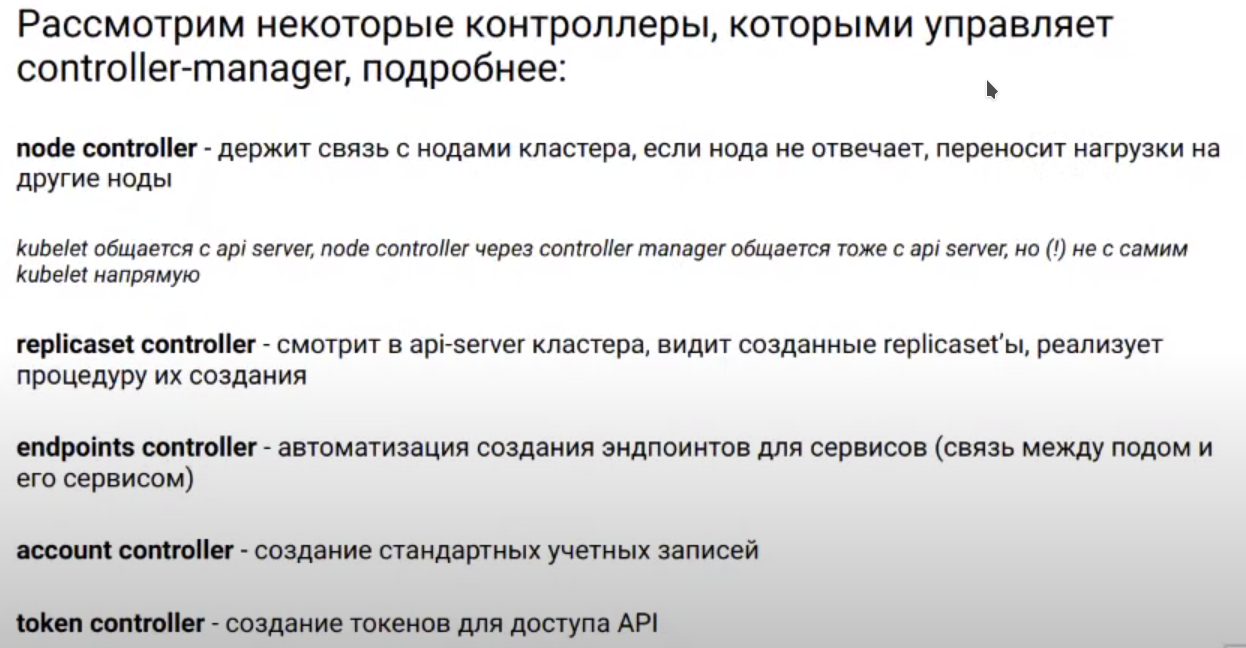 Рассмотрим некоторые контроллеры, которыми управляет
controller-manager, подробнее:
node controller - держит связь с нодами кластера, если нода не отвечает, переносит нагрузки на
другие ноды
kubelet общается с api server, node controller через controller manager общается тоже с api server, но (!) не с самим
kubelet напрямую
replicaset controller - смотрит в api-server кластера, видит созданные replicaset’ы, реализует
процедуру их создания
endpoints controller - автоматизация создания эндпоинтов для сервисов (связь между подом и
его сервисом)
account controller - создание стандартных учетных записей
token controller - создание токенов для доступа API